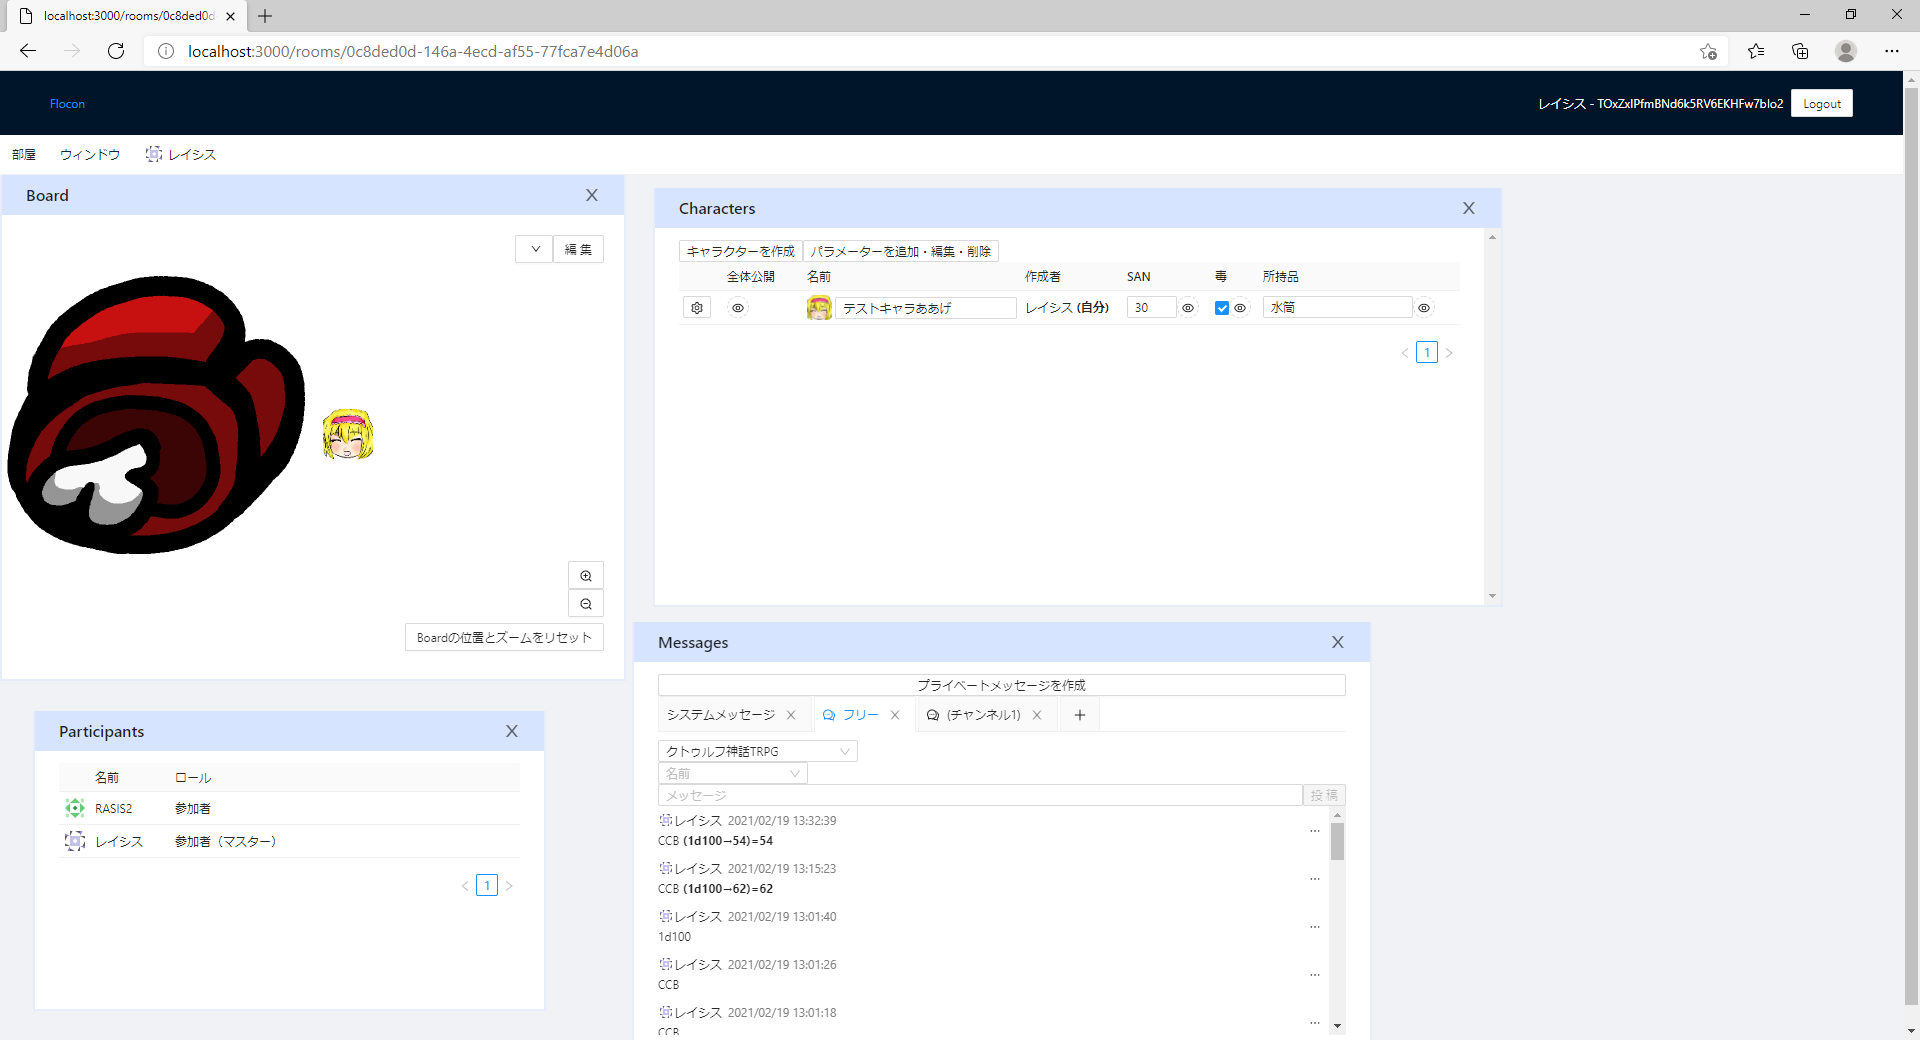 localhost:3000/rooms/0c8ded0d
localhost:3000/rooms/0c8ded0d-146a-4ecd-af55-77fca7e4d06a
Flocon
レイシス - TOxZxIPfmBNd6k5RV6EKHFw7bIo2
Logout
部屋
ウィンドウ
レイシス
Board
X
編 集
Boardの位置とズームをリセット
Characters
X
キャラクターを作成
パラメーターを追加・編集・削除
全体公開 名前 作成者 SAN 毒 所持品
テストキャラああげ レイシス (自分) 30 水筒
1
Participants
X
名前 ロール
RASIS2 参加者
レイシス 参加者（マスター）
1
Messages
X
プライベートメッセージを作成
システムメッセージ
フリー
(チャンネル1)
クトゥルフ神話TRPG
名前
メッセージ
投 稿
レイシス 2021/02/19 13:32:39
CCB (1d100→54)=54
レイシス 2021/02/19 13:15:23
CCB (1d100→62)=62
レイシス 2021/02/19 13:01:40
1d100
レイシス 2021/02/19 13:01:26
CCB
レイシス 2021/02/19 13:01:18
CCB